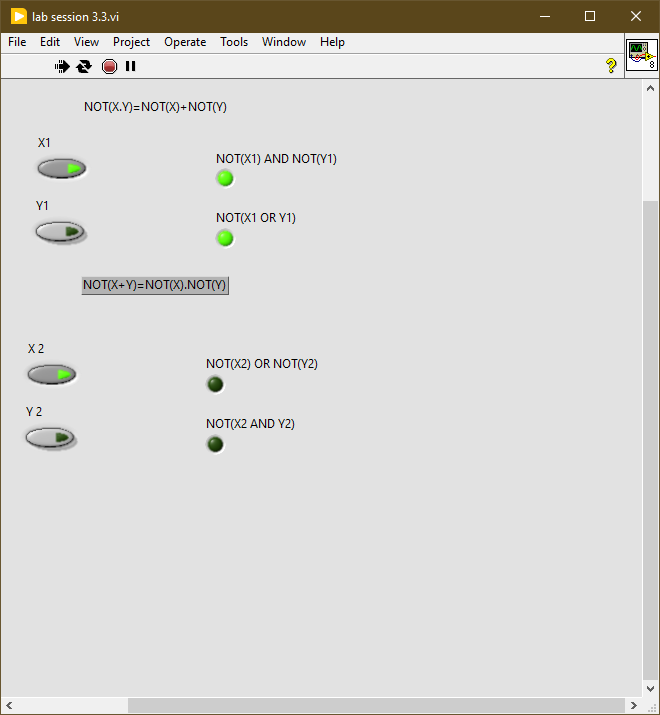 lab session 3.3.vi
File Edit View Project Operate Tools Window Help
?
8
NOT(X.Y)=NOT(X)+NOT(Y)
X1
NOT(X1) AND NOT(Y1)
Y1
NOT(X1 OR Y1)
NOT(X+Y)=NOT(X).NOT(Y)
X 2
NOT(X2) OR NOT(Y2)
Y 2
NOT(X2 AND Y2)